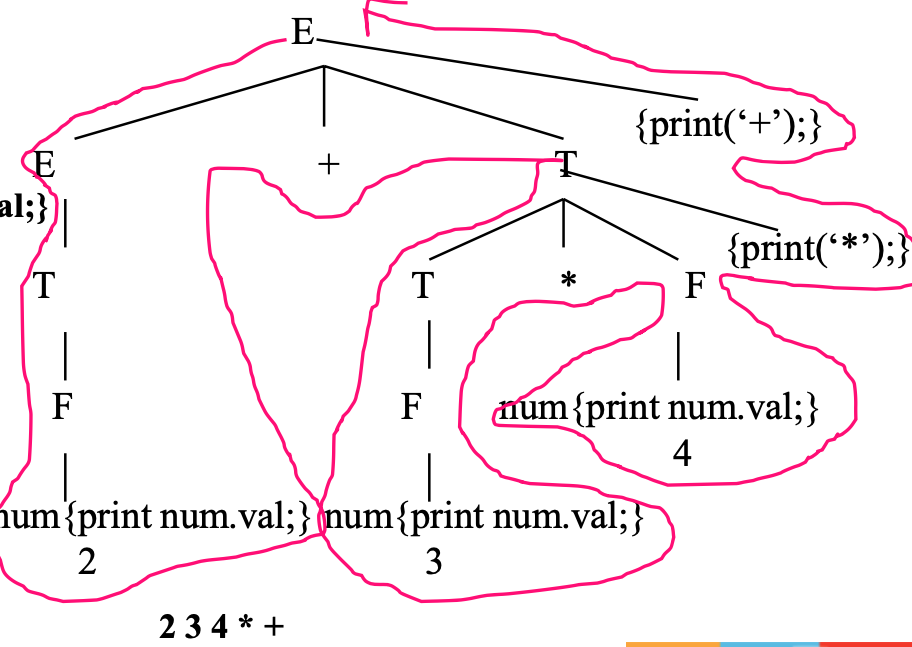 E
{print(‘+’);}
E + T
al;}
{print(‘*’);}
T T * F
F F num{print num.val;}
4
num{print num.val;} num{print num.val;}
2 3
2 3 4 * +